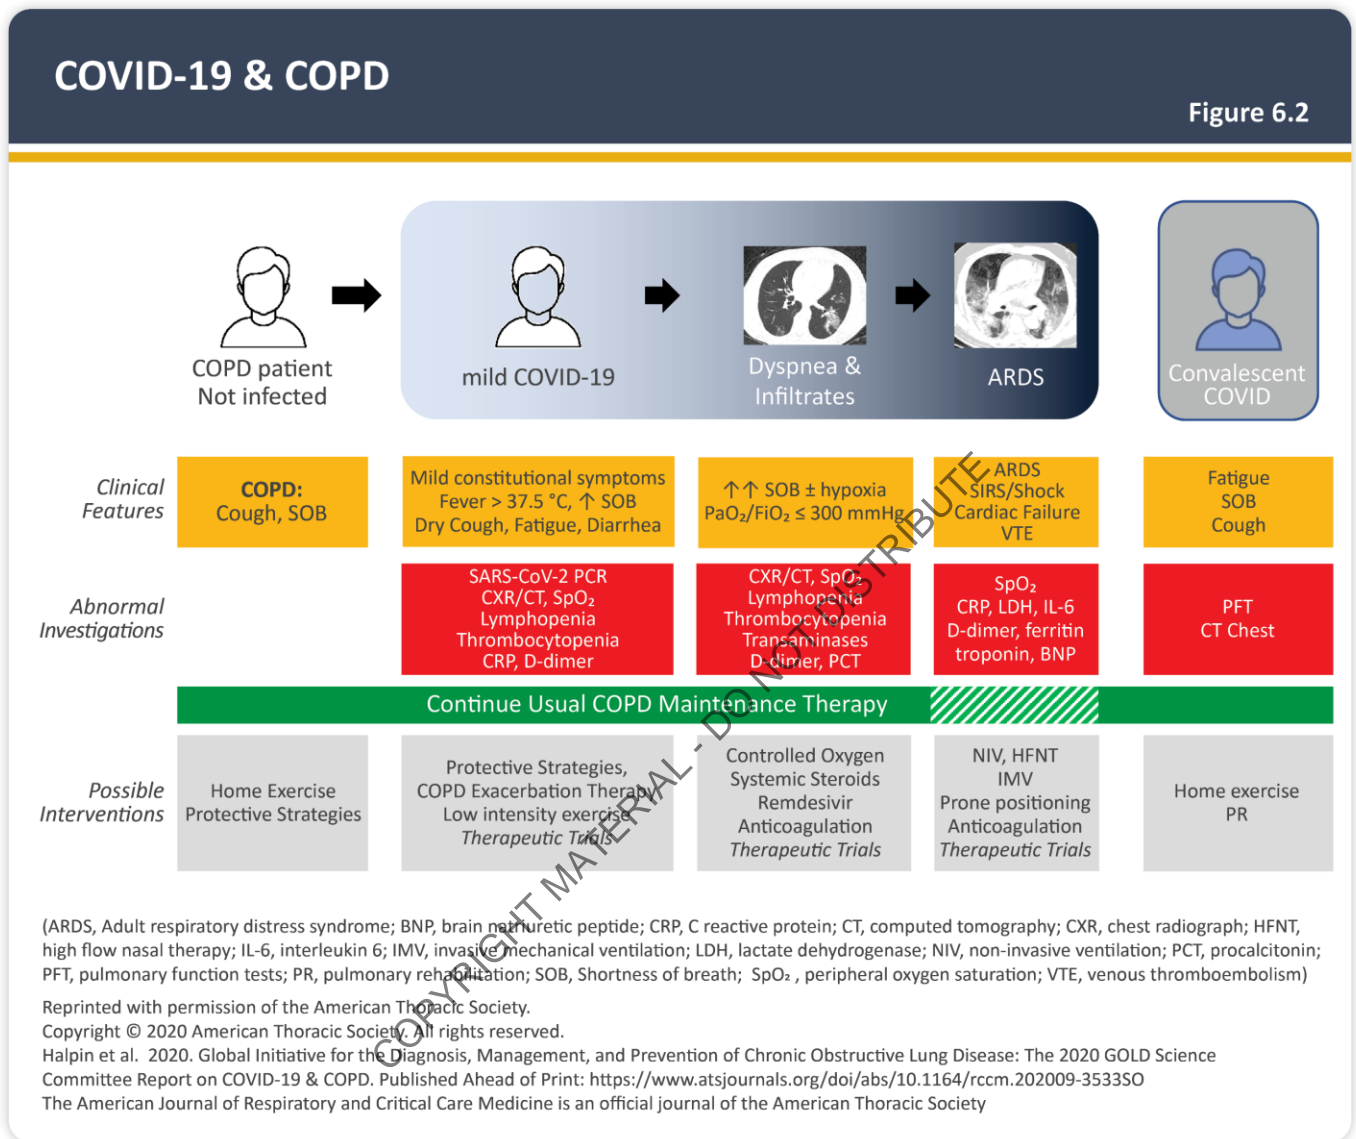 COVID-19 & COPD
Figure 6.2
COPD patient
Not infected
mild COVID-19
Dyspnea &
Infiltrates
ARDS
Convalescent
COVID
Clinical
Features
COPD:
Cough, SOB
Mild constitutional symptoms
Fever > 37.5 °C, ↑ SOB
Dry Cough, Fatigue, Diarrhea
↑↑ SOB ± hypoxia
PaO₂/FiO₂ ≤ 300 mmHg
ARDS
SIRS/Shock
Cardiac Failure
VTE
Fatigue
SOB
Cough
Abnormal
Investigations
SARS-CoV-2 PCR
CXR/CT, SpO₂
Lymphopenia
Thrombocytopenia
CRP, D-dimer
CXR/CT, SpO₂
Lymphopenia
Thrombocytopenia
Transaminases
D-dimer, PCT
SpO₂
CRP, LDH, IL-6
D-dimer, ferritin
troponin, BNP
PFT
CT Chest
Continue Usual COPD Maintenance Therapy
Possible
Interventions
Home Exercise
Protective Strategies
Protective Strategies,
COPD Exacerbation Therapy
Low intensity exercise
Therapeutic Trials
Controlled Oxygen
Systemic Steroids
Remdesivir
Anticoagulation
Therapeutic Trials
NIV, HFNT
IMV
Prone positioning
Anticoagulation
Therapeutic Trials
Home exercise
PR
COPYRIGHT MATERIAL - DO NOT DISTRIBUTE
(ARDS, Adult respiratory distress syndrome; BNP, brain natriuretic peptide; CRP, C reactive protein; CT, computed tomography; CXR, chest radiograph; HFNT,
high flow nasal therapy; IL-6, interleukin 6; IMV, invasive mechanical ventilation; LDH, lactate dehydrogenase; NIV, non-invasive ventilation; PCT, procalcitonin;
PFT, pulmonary function tests; PR, pulmonary rehabilitation; SOB, Shortness of breath; SpO₂ , peripheral oxygen saturation; VTE, venous thromboembolism)
Reprinted with permission of the American Thoracic Society.
Copyright © 2020 American Thoracic Society. All rights reserved.
Halpin et al. 2020. Global Initiative for the Diagnosis, Management, and Prevention of Chronic Obstructive Lung Disease: The 2020 GOLD Science
Committee Report on COVID-19 & COPD. Published Ahead of Print: https://www.atsjournals.org/doi/abs/10.1164/rccm.202009-3533SO
The American Journal of Respiratory and Critical Care Medicine is an official journal of the American Thoracic Society